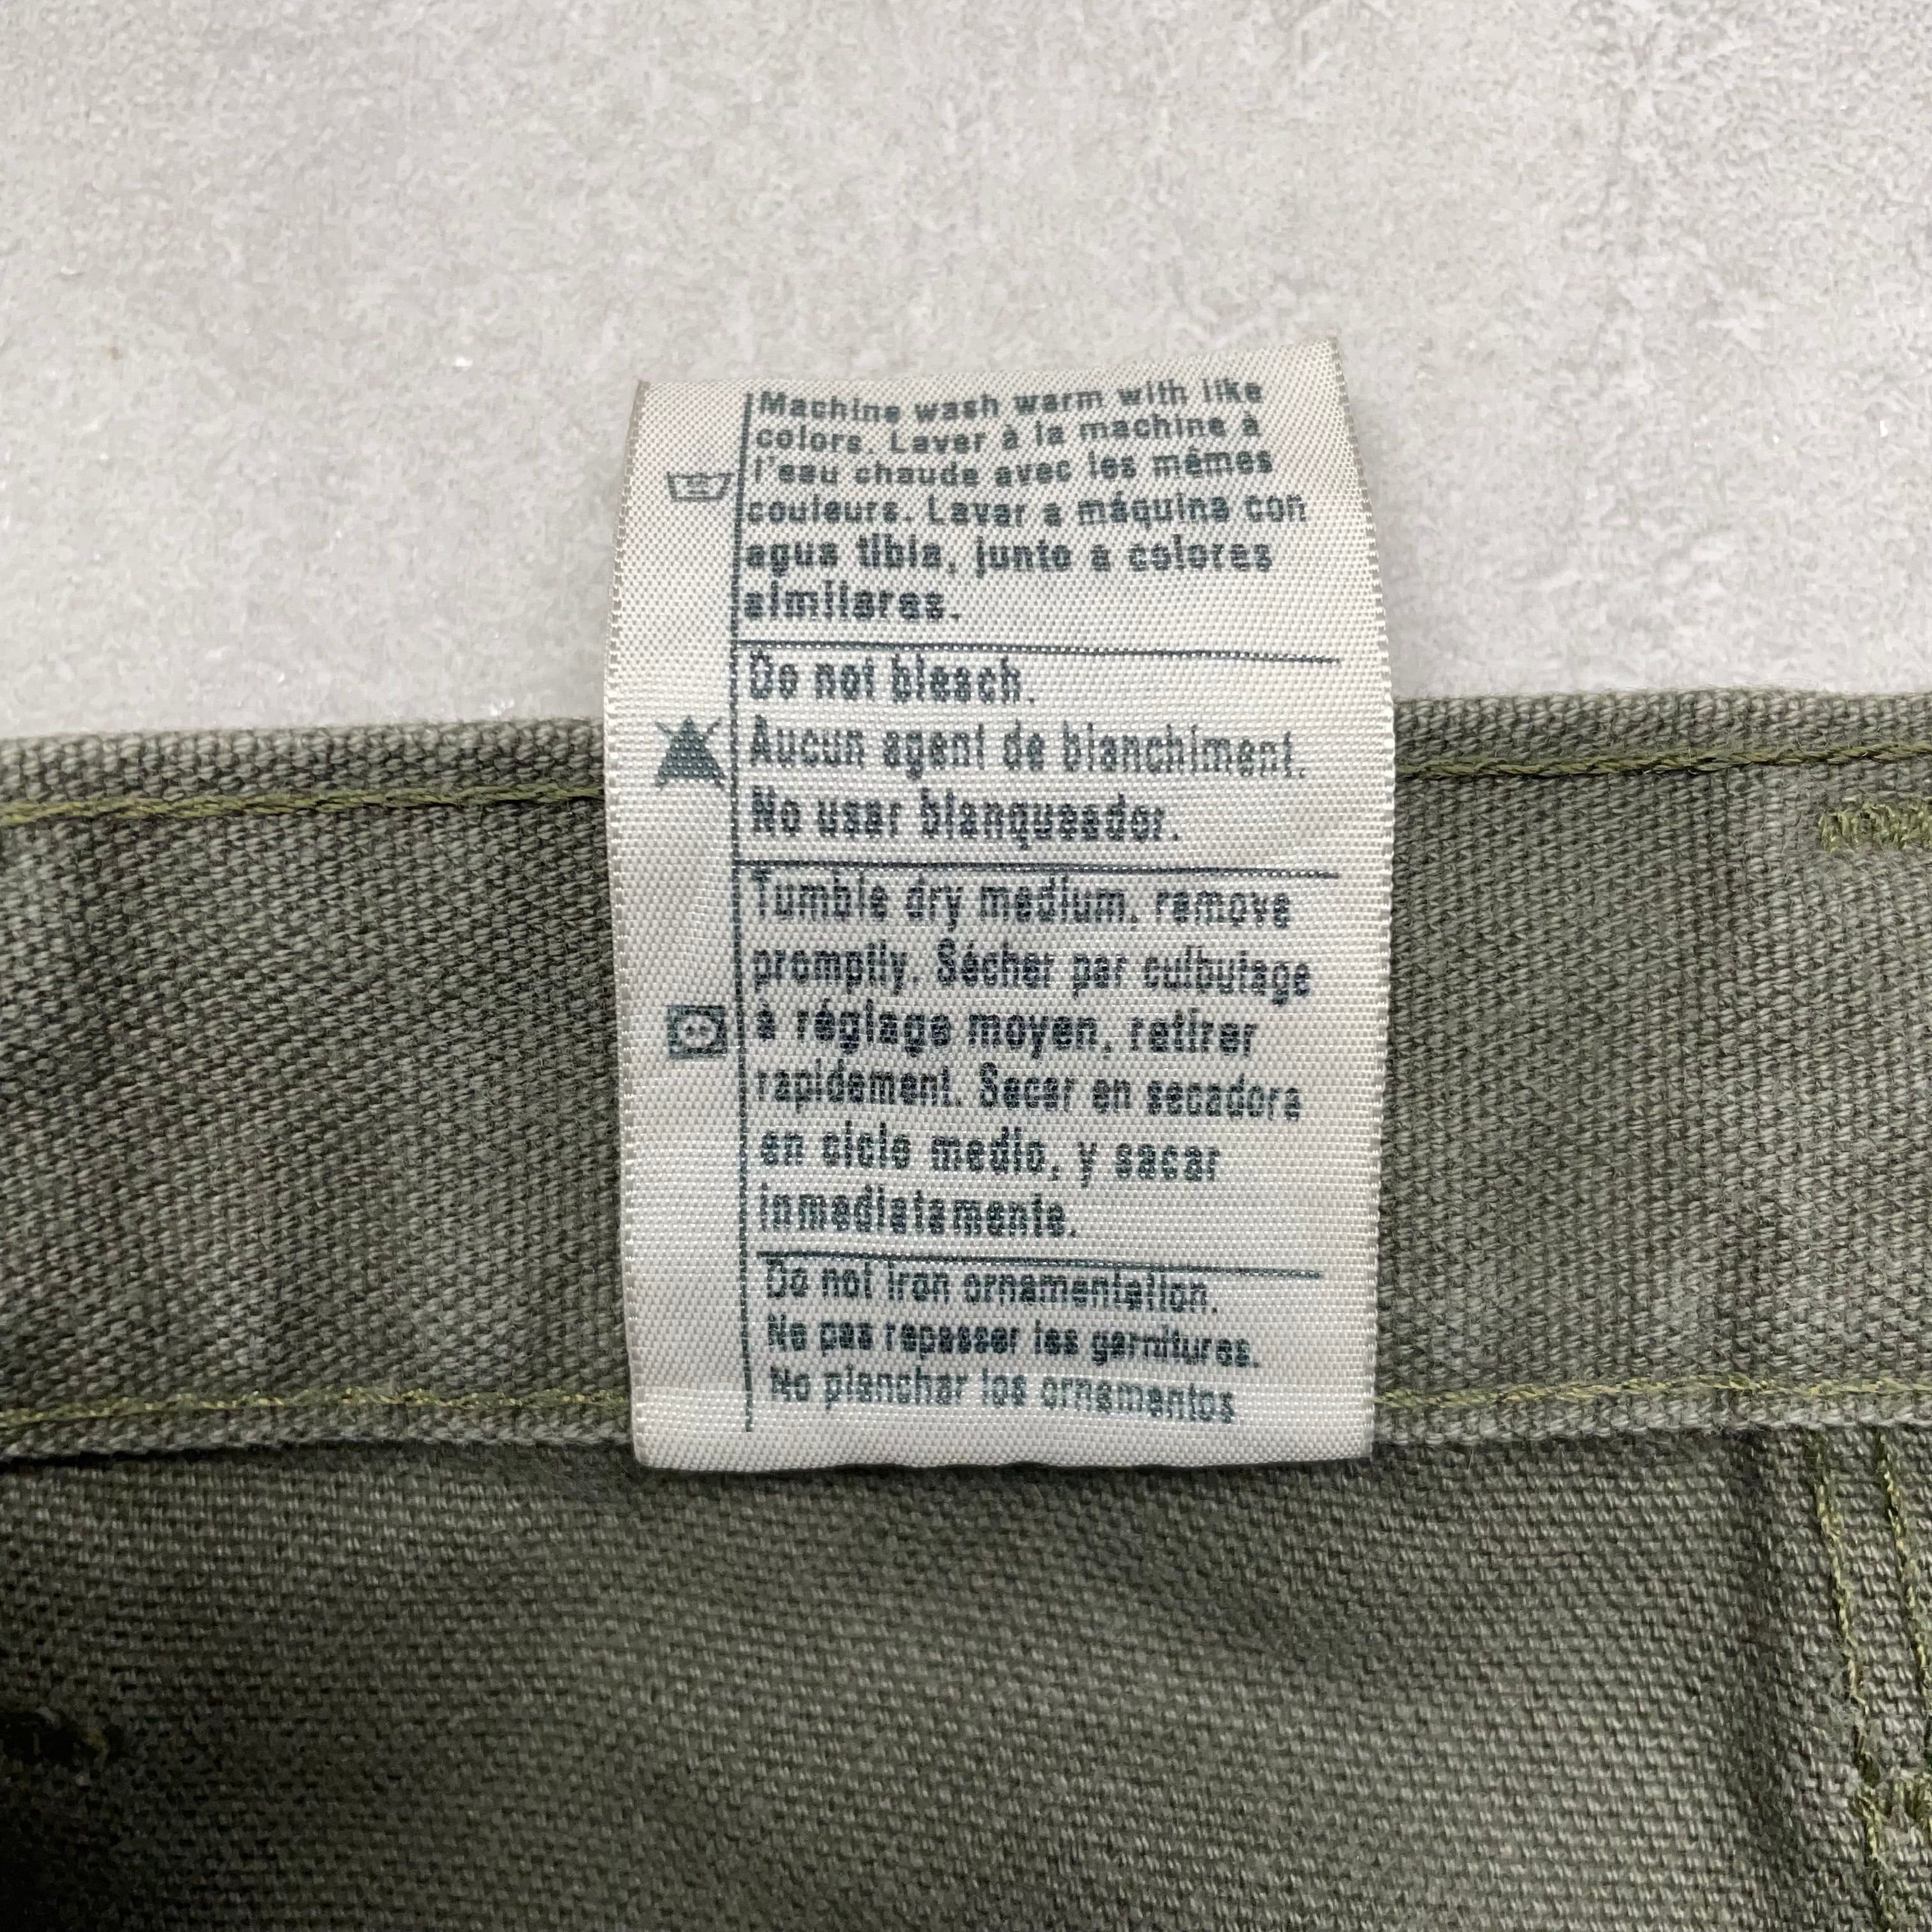 Machine wash warm with like
colors. Laver à la machine à
l'eau chaude avec les mêmes
couleurs. Lavar a máquina con
agua tibia, junto a colores
similares.
Do not bleach.
Aucun agent de blanchiment.
No usar blanqueador.
Tumble dry medium, remove
promptly. Sécher par culbutage
à réglage moyen, retirer
rapidement. Sacar en secadora
en ciclo medio, y sacar
inmediatamente.
Do not iron ornamentation.
Ne pas repasser les garnitures.
No planchar los ornamentos